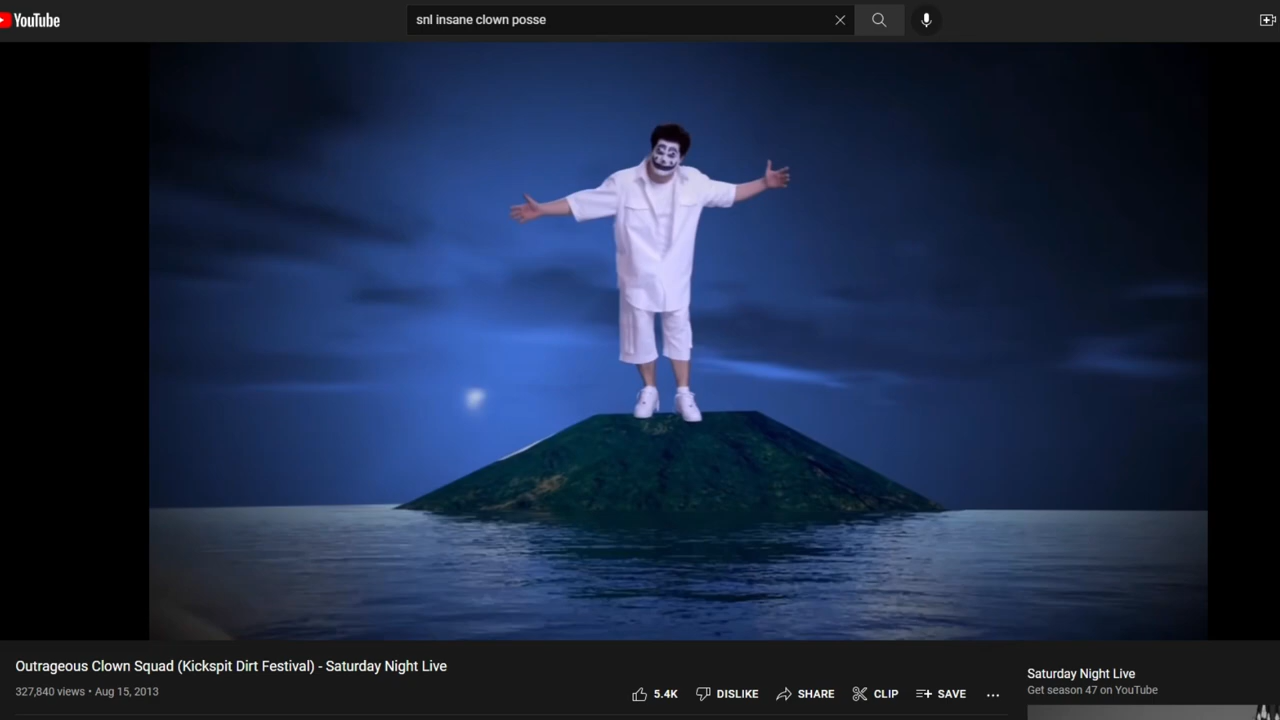 YouTube
snl insane clown posse
Outrageous Clown Squad (Kickspit Dirt Festival) - Saturday Night Live
327,840 views • Aug 15, 2013
5.4K
DISLIKE
SHARE
CLIP
SAVE
Saturday Night Live
Get season 47 on YouTube